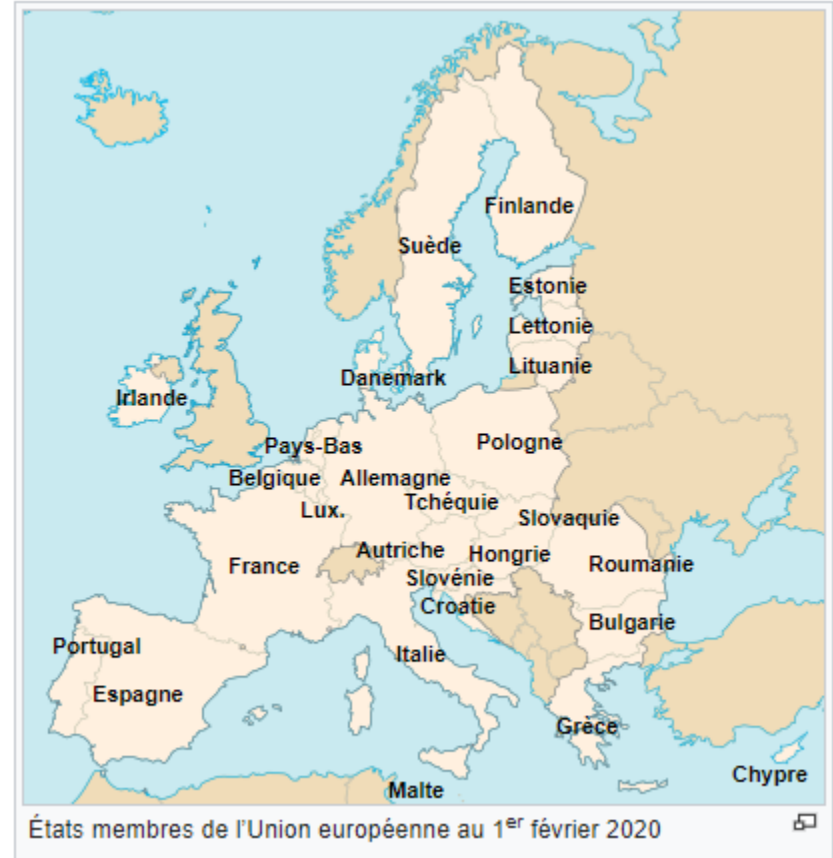 Finlande
Suède
Estonie
Lettonie
Lituanie
Danemark
Irlande
Pays-Bas
Pologne
Belgique
Allemagne
Tchéquie
Lux.
Slovaquie
Autriche
Hongrie
France
Roumanie
Slovénie
Croatie
Bulgarie
Portugal
Italie
Espagne
Grèce
Chypre
Malte
États membres de l’Union européenne au 1er février 2020